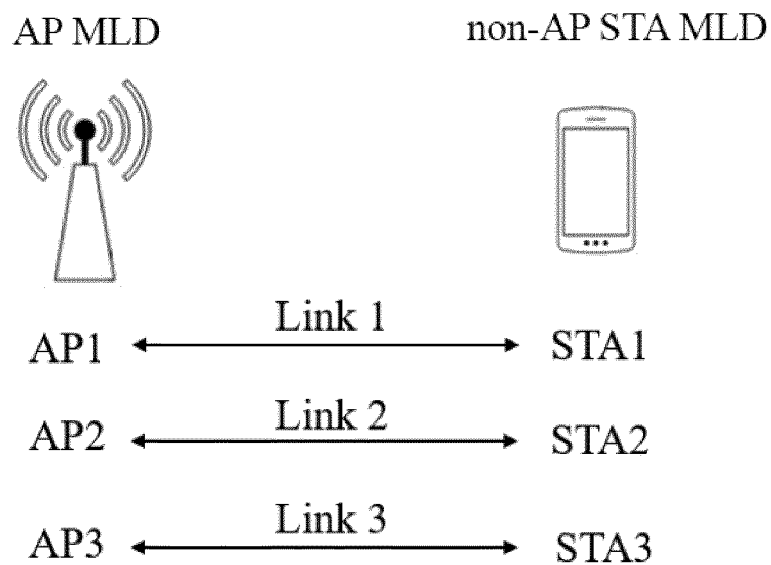 AP MLD
non-AP STA MLD
AP1 Link 1 STA1
AP2 Link 2 STA2
AP3 Link 3 STA3